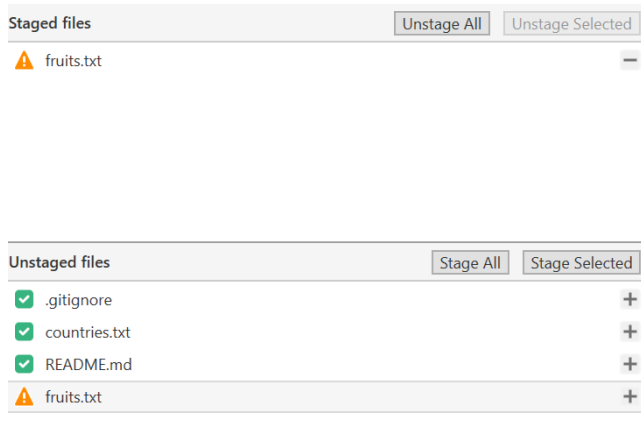 Staged files Unstage All Unstage Selected
fruits.txt
Unstaged files Stage All Stage Selected
.gitignore
countries.txt
README.md
fruits.txt